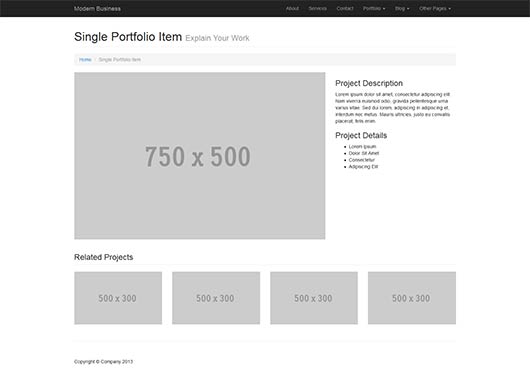 Modern Business
About Services Contact Portfolio Blog Other Pages
Single Portfolio Item Explain Your Work
Home / Single Portfolio Item
750 x 500
Project Description
Lorem ipsum dolor sit amet, consectetur adipiscing elit.
Nam viverra euismod odio, gravida pellentesque urna
varius vitae. Sed dui lorem, adipiscing in adipiscing et,
interdum nec metus. Mauris ultricies, justo eu convallis
placerat, felis enim.
Project Details
Lorem Ipsum
Dolor Sit Amet
Consectetur
Adipiscing Elit
Related Projects
500 x 300 500 x 300 500 x 300 500 x 300
Copyright © Company 2013